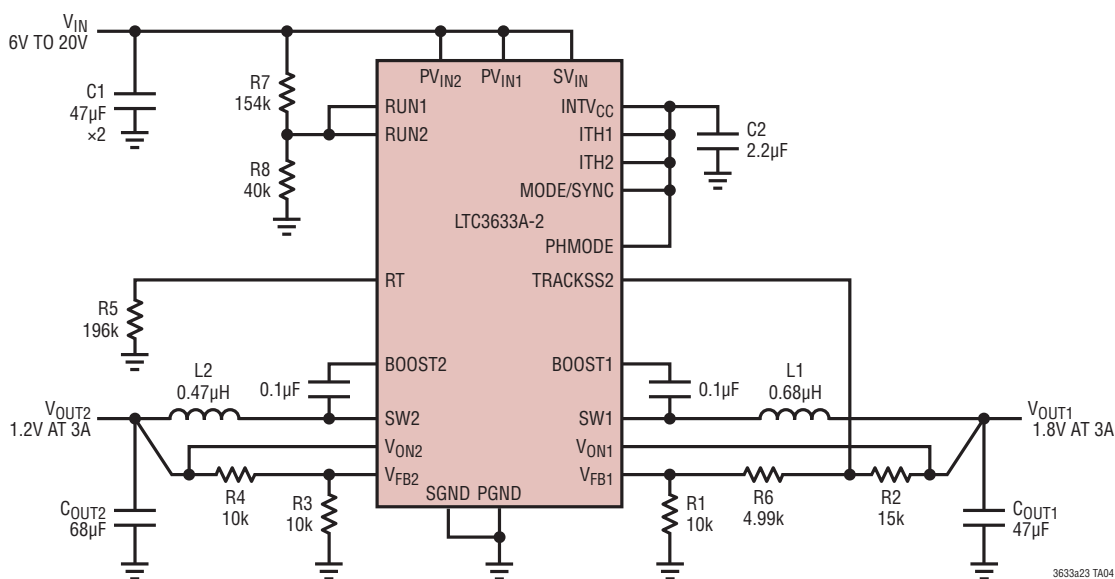 VIN
6V TO 20V
C1
47µF
×2
R7
154k
R8
40k
PVIN2
PVIN1
SVIN
RUN1
RUN2
INTVCC
ITH1
ITH2
MODE/SYNC
LTC3633A-2
PHMODE
C2
2.2µF
RT
TRACKSS2
R5
196k
BOOST2
BOOST1
L2
0.47µH
0.1µF
0.1µF
L1
0.68µH
VOUT2
1.2V AT 3A
SW2
SW1
VOUT1
1.8V AT 3A
VON2
VON1
VFB2
VFB1
SGND
PGND
COUT2
68µF
R4
10k
R3
10k
R1
10k
R6
4.99k
R2
15k
COUT1
47µF
3633a23 TA04